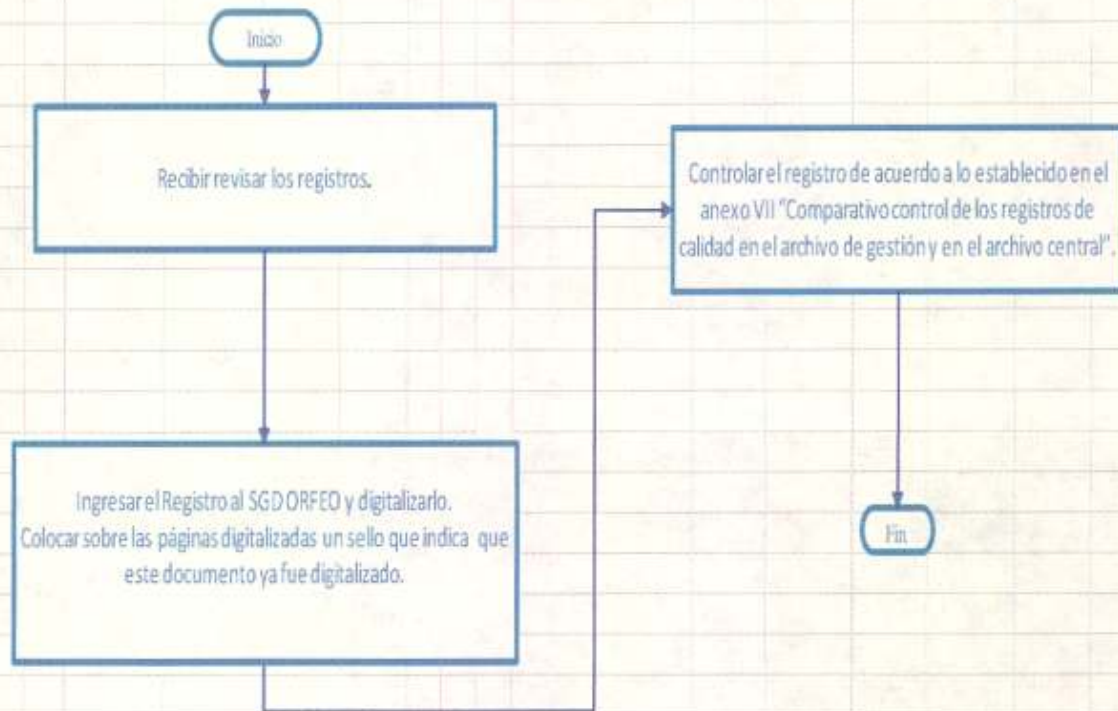 Inicio
Recibir revisar los registros.
Ingresar el Registro al SGD ORFEO y digitalizarlo.
Colocar sobre las páginas digitalizadas un sello que indica que
este documento ya fue digitalizado.
Controlar el registro de acuerdo a lo establecido en el
anexo VII "Comparativo control de los registros de
calidad en el archivo de gestión y en el archivo central".
Fin